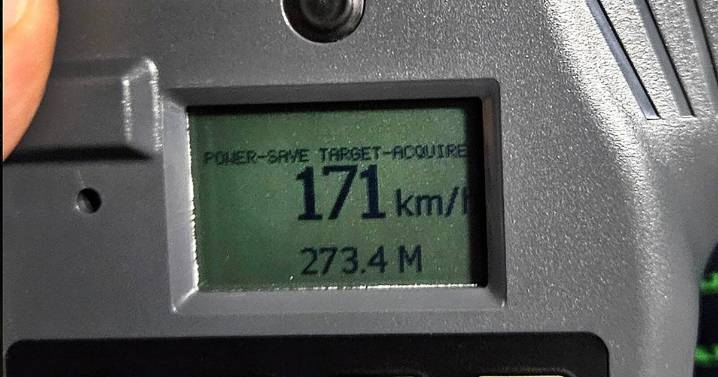 POWER-SAVE TARGET-ACQUIRE
171 km/h
273.4 M